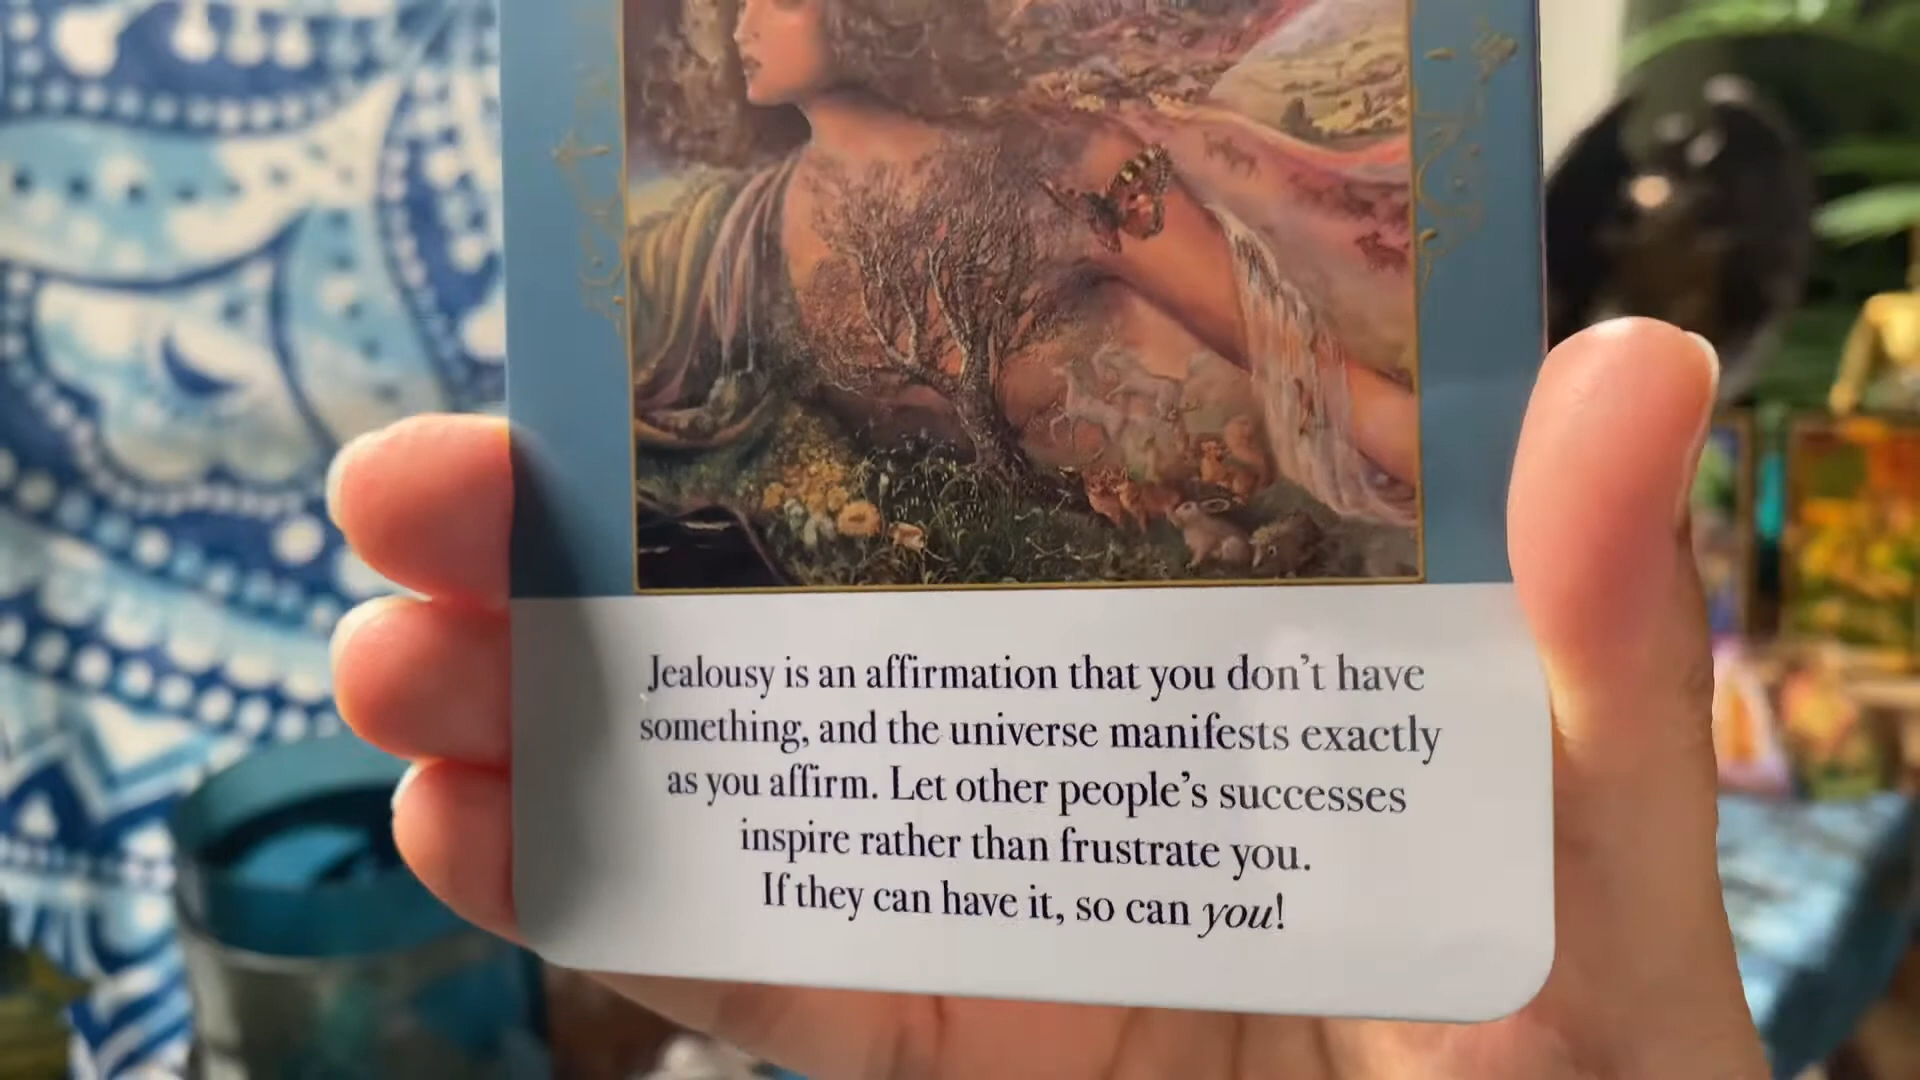 Jealousy is an affirmation that you don’t have
something, and the universe manifests exactly
as you affirm. Let other people’s successes
inspire rather than frustrate you.
If they can have it, so can you!